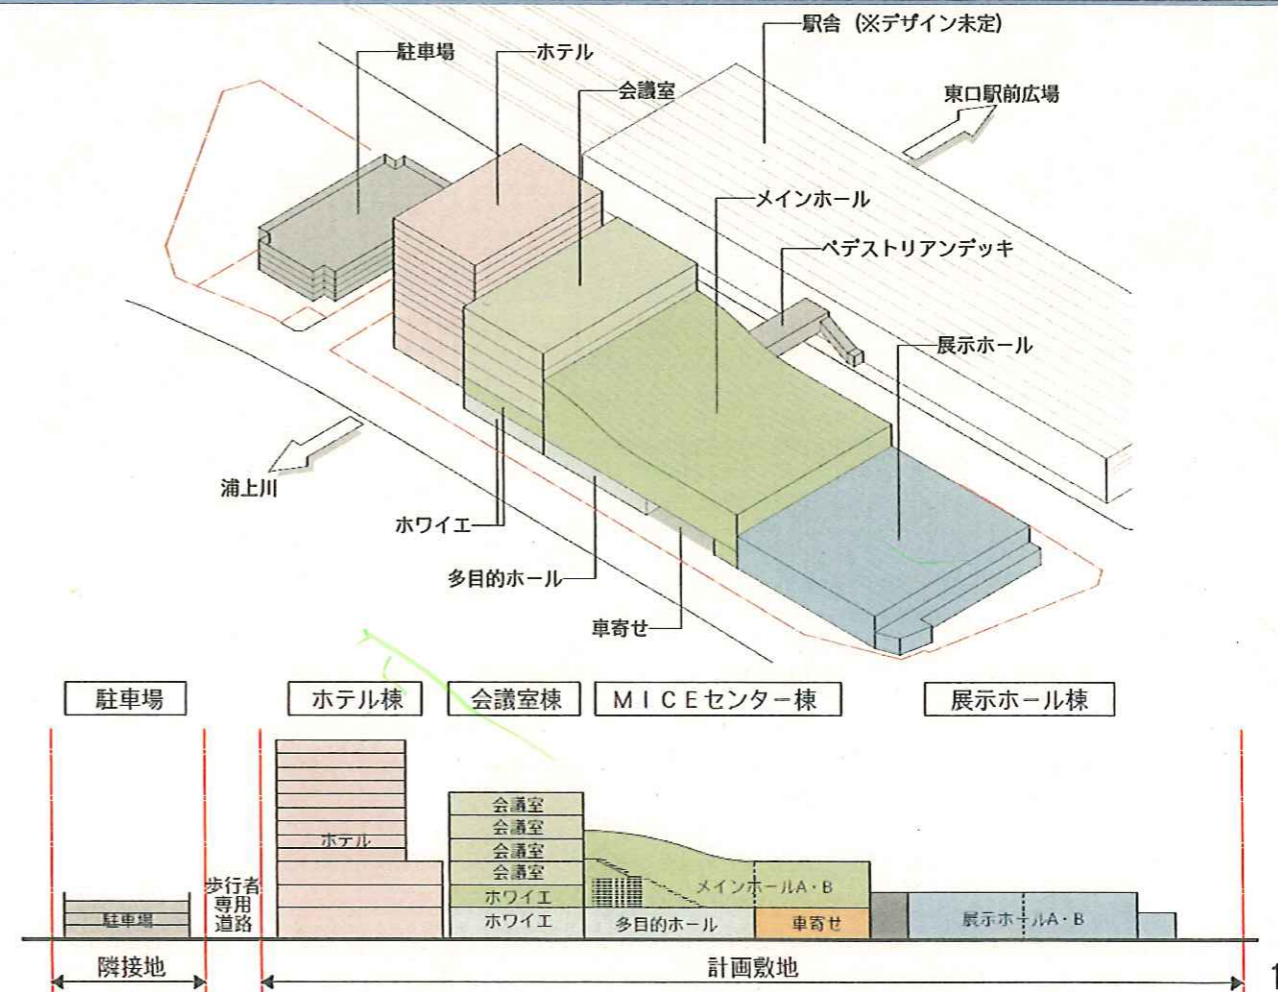 駅舎（※デザイン未定）
駐車場
ホテル
会議室
東口駅前広場
メインホール
ペデストリアンデッキ
展示ホール
浦上川
ホワイエ
多目的ホール
車寄せ
駐車場
ホテル棟
会議室棟
ＭＩＣＥセンター棟
展示ホール棟
会議室
会議室
ホテル
会議室
会議室
メインホールA・B
ホワイエ
歩行者
専用
道路
駐車場
ホワイエ
多目的ホール
車寄せ
展示ホールA・B
隣接地
計画敷地
1